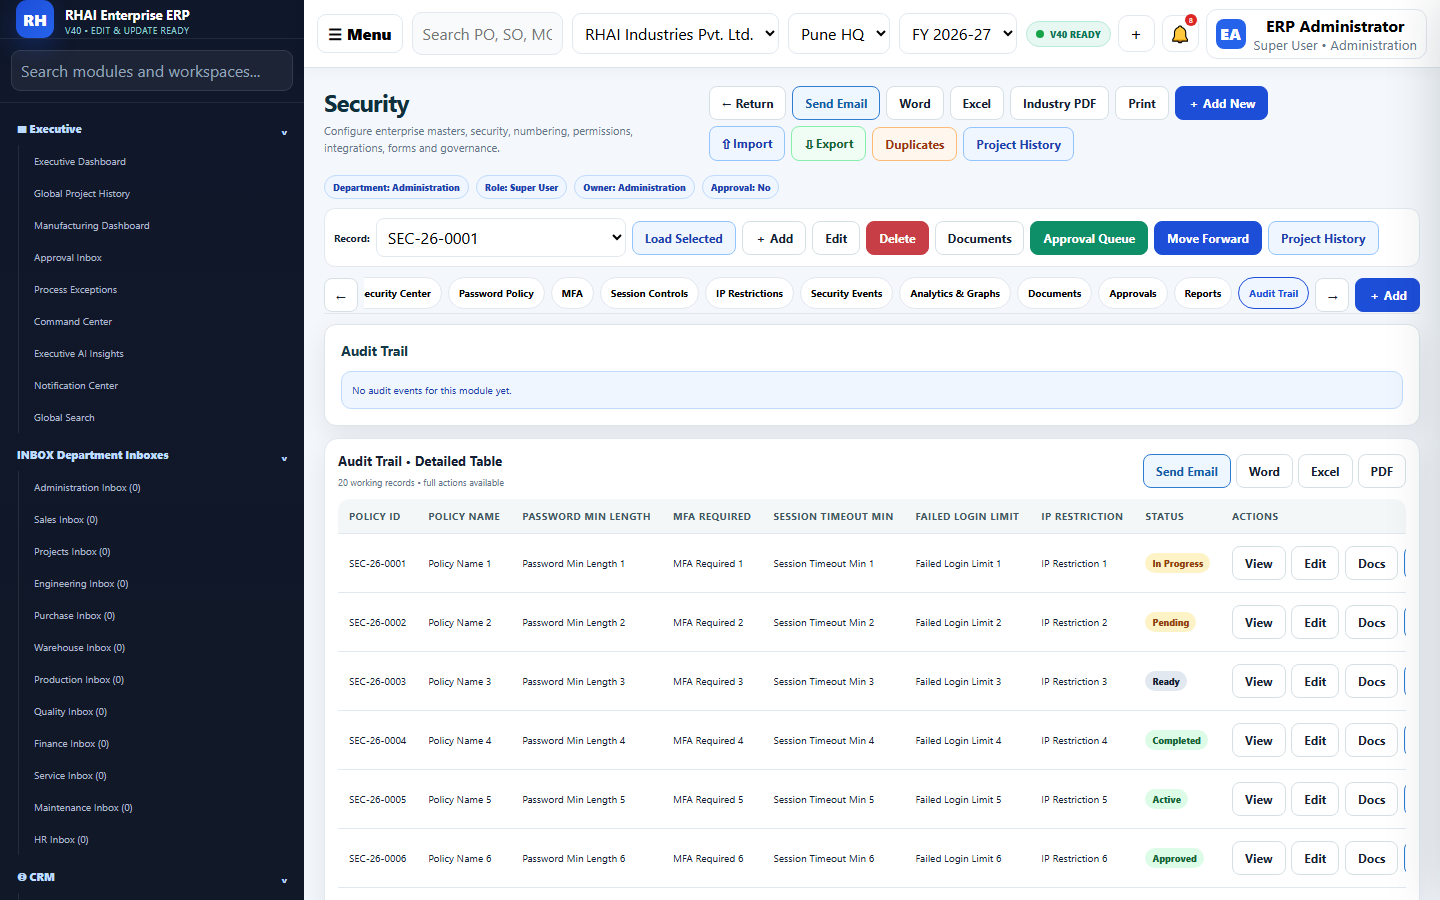 RH
RHAI Enterprise ERP
V40 • EDIT & UPDATE READY
Search modules and workspaces...
Executive
Executive Dashboard
Global Project History
Manufacturing Dashboard
Approval Inbox
Process Exceptions
Command Center
Executive AI Insights
Notification Center
Global Search
INBOX Department Inboxes
Administration Inbox (0)
Sales Inbox (0)
Projects Inbox (0)
Engineering Inbox (0)
Purchase Inbox (0)
Warehouse Inbox (0)
Production Inbox (0)
Quality Inbox (0)
Finance Inbox (0)
Service Inbox (0)
Maintenance Inbox (0)
HR Inbox (0)
CRM
☰ Menu
Search PO, SO, MO
RHAI Industries Pvt. Ltd.
Pune HQ
FY 2026-27
V40 READY
+
8
EA
ERP Administrator
Super User • Administration
Security
Configure enterprise masters, security, numbering, permissions,
integrations, forms and governance.
← Return
Send Email
Word
Excel
Industry PDF
Print
+ Add New
⇧ Import
⇩ Export
Duplicates
Project History
Department: Administration
Role: Super User
Owner: Administration
Approval: No
Record:
SEC-26-0001
Load Selected
+ Add
Edit
Delete
Documents
Approval Queue
Move Forward
Project History
←
ecurity Center
Password Policy
MFA
Session Controls
IP Restrictions
Security Events
Analytics & Graphs
Documents
Approvals
Reports
Audit Trail
→
+ Add
Audit Trail
No audit events for this module yet.
Audit Trail • Detailed Table
20 working records • full actions available
Send Email
Word
Excel
PDF
POLICY ID POLICY NAME PASSWORD MIN LENGTH MFA REQUIRED SESSION TIMEOUT MIN FAILED LOGIN LIMIT IP RESTRICTION STATUS ACTIONS
SEC-26-0001 Policy Name 1 Password Min Length 1 MFA Required 1 Session Timeout Min 1 Failed Login Limit 1 IP Restriction 1 In Progress View Edit Docs
SEC-26-0002 Policy Name 2 Password Min Length 2 MFA Required 2 Session Timeout Min 2 Failed Login Limit 2 IP Restriction 2 Pending View Edit Docs
SEC-26-0003 Policy Name 3 Password Min Length 3 MFA Required 3 Session Timeout Min 3 Failed Login Limit 3 IP Restriction 3 Ready View Edit Docs
SEC-26-0004 Policy Name 4 Password Min Length 4 MFA Required 4 Session Timeout Min 4 Failed Login Limit 4 IP Restriction 4 Completed View Edit Docs
SEC-26-0005 Policy Name 5 Password Min Length 5 MFA Required 5 Session Timeout Min 5 Failed Login Limit 5 IP Restriction 5 Active View Edit Docs
SEC-26-0006 Policy Name 6 Password Min Length 6 MFA Required 6 Session Timeout Min 6 Failed Login Limit 6 IP Restriction 6 Approved View Edit Docs